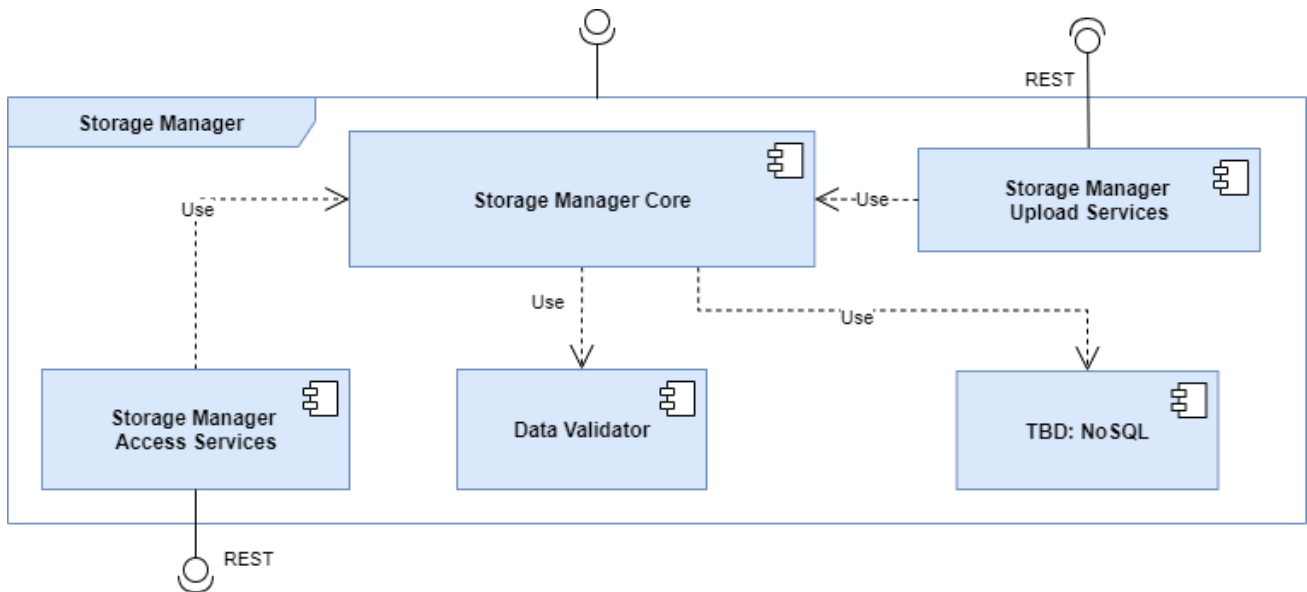 REST
Storage Manager
Storage Manager Core
Storage Manager
Upload Services
Use
Use
Use
Use
Storage Manager
Access Services
Data Validator
TBD: NoSQL
REST